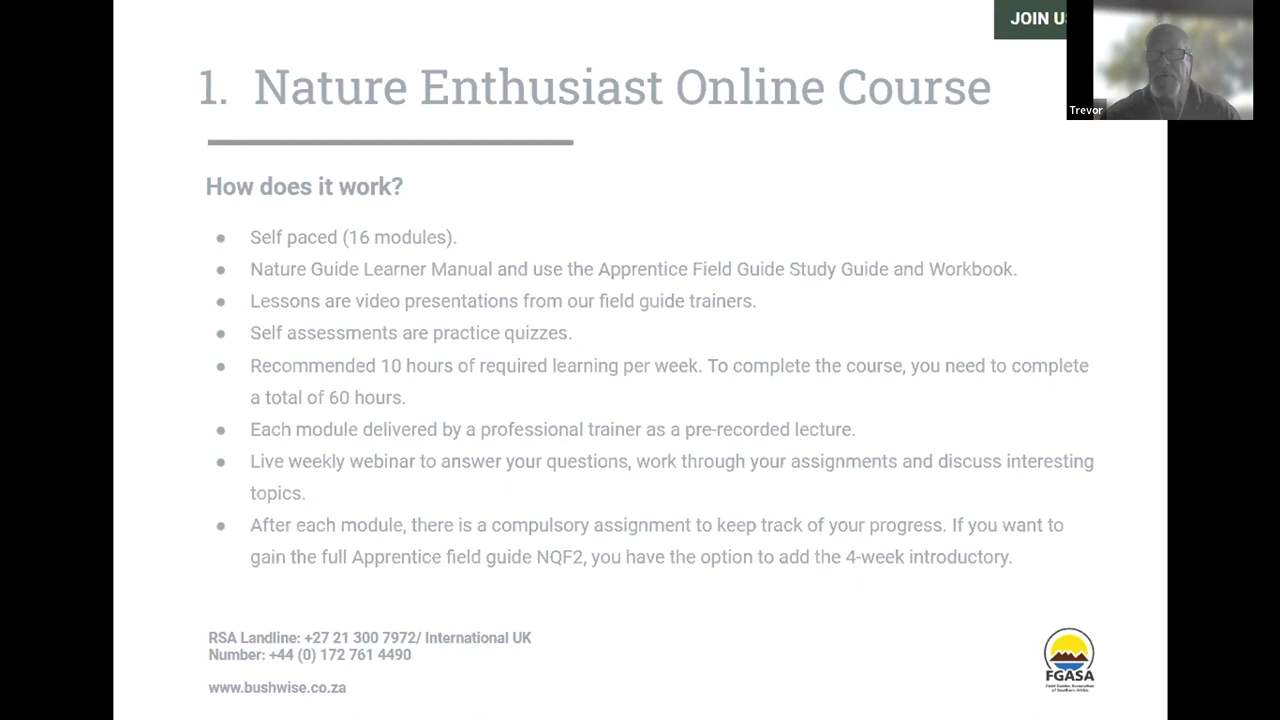 JOIN US
Trevor
1. Nature Enthusiast Online Course
How does it work?
● Self paced (16 modules).
● Nature Guide Learner Manual and use the Apprentice Field Guide Study Guide and Workbook.
● Lessons are video presentations from our field guide trainers.
● Self assessments are practice quizzes.
● Recommended 10 hours of required learning per week. To complete the course, you need to complete
a total of 60 hours.
● Each module delivered by a professional trainer as a pre-recorded lecture.
● Live weekly webinar to answer your questions, work through your assignments and discuss interesting
topics.
● After each module, there is a compulsory assignment to keep track of your progress. If you want to
gain the full Apprentice field guide NQF2, you have the option to add the 4-week introductory.
RSA Landline: +27 21 300 7972/ International UK
Number: +44 (0) 172 761 4490
www.bushwise.co.za
FGASA
Field Guides Association
of Southern Africa